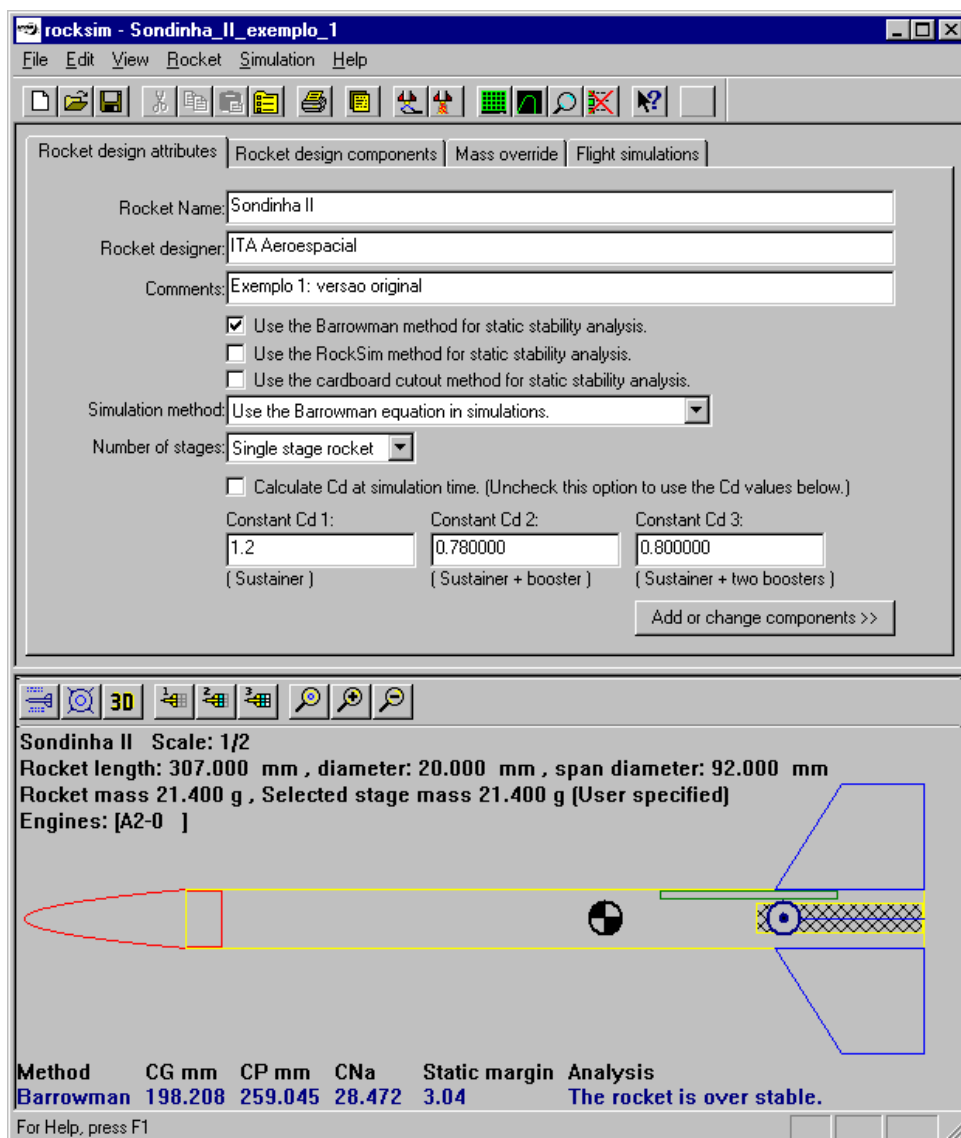 rocksim - Sondinha_II_exemplo_1
File Edit View Rocket Simulation Help
Rocket design attributes Rocket design components Mass override Flight simulations
Rocket Name: Sondinha II
Rocket designer: ITA Aeroespacial
Comments: Exemplo 1: versao original
Use the Barrowman method for static stability analysis.
Use the RockSim method for static stability analysis.
Use the cardboard cutout method for static stability analysis.
Simulation method: Use the Barrowman equation in simulations.
Number of stages: Single stage rocket
Calculate Cd at simulation time. (Uncheck this option to use the Cd values below.)
Constant Cd 1: Constant Cd 2: Constant Cd 3:
1.2 0.780000 0.800000
( Sustainer ) ( Sustainer + booster ) ( Sustainer + two boosters )
Add or change components >>
3D 1 2 3
Sondinha II Scale: 1/2
Rocket length: 307.000 mm , diameter: 20.000 mm , span diameter: 92.000 mm
Rocket mass 21.400 g , Selected stage mass 21.400 g (User specified)
Engines: [A2-0 ]
Method CG mm CP mm CNa Static margin Analysis
Barrowman 198.208 259.045 28.472 3.04 The rocket is over stable.
For Help, press F1